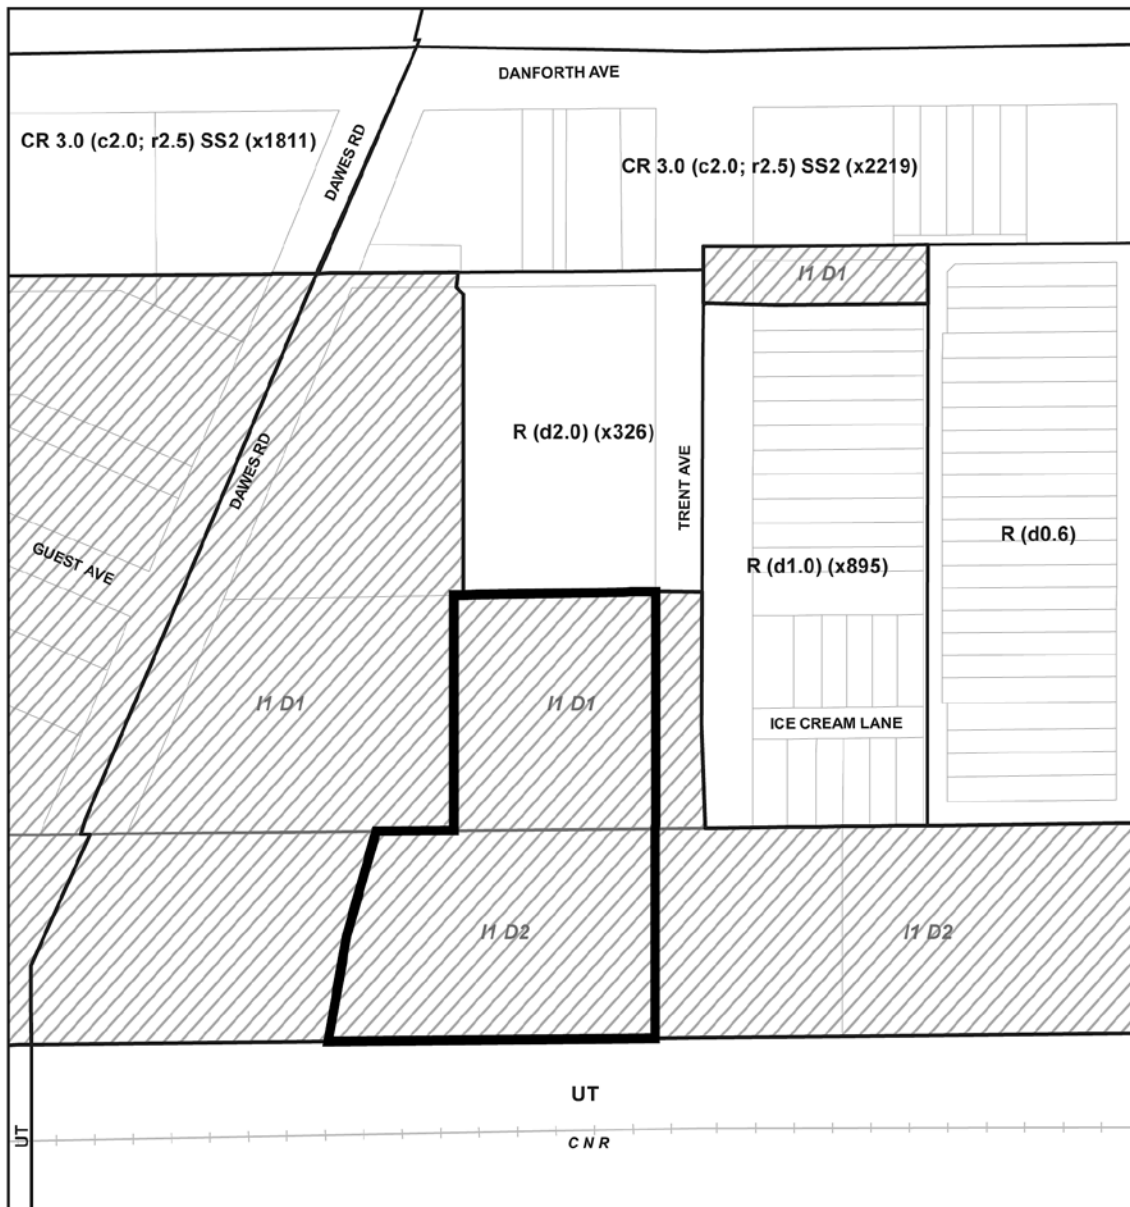 DANFORTH AVE
CR 3.0 (c2.0; r2.5) SS2 (x1811)
DAWES RD
CR 3.0 (c2.0; r2.5) SS2 (x2219)
I1 D1
R (d2.0) (x326)
DAWES RD
TRENT AVE
GUEST AVE
R (d1.0) (x895)
R (d0.6)
I1 D1
I1 D1
ICE CREAM LANE
I1 D2
I1 D2
UT
UT
CNR